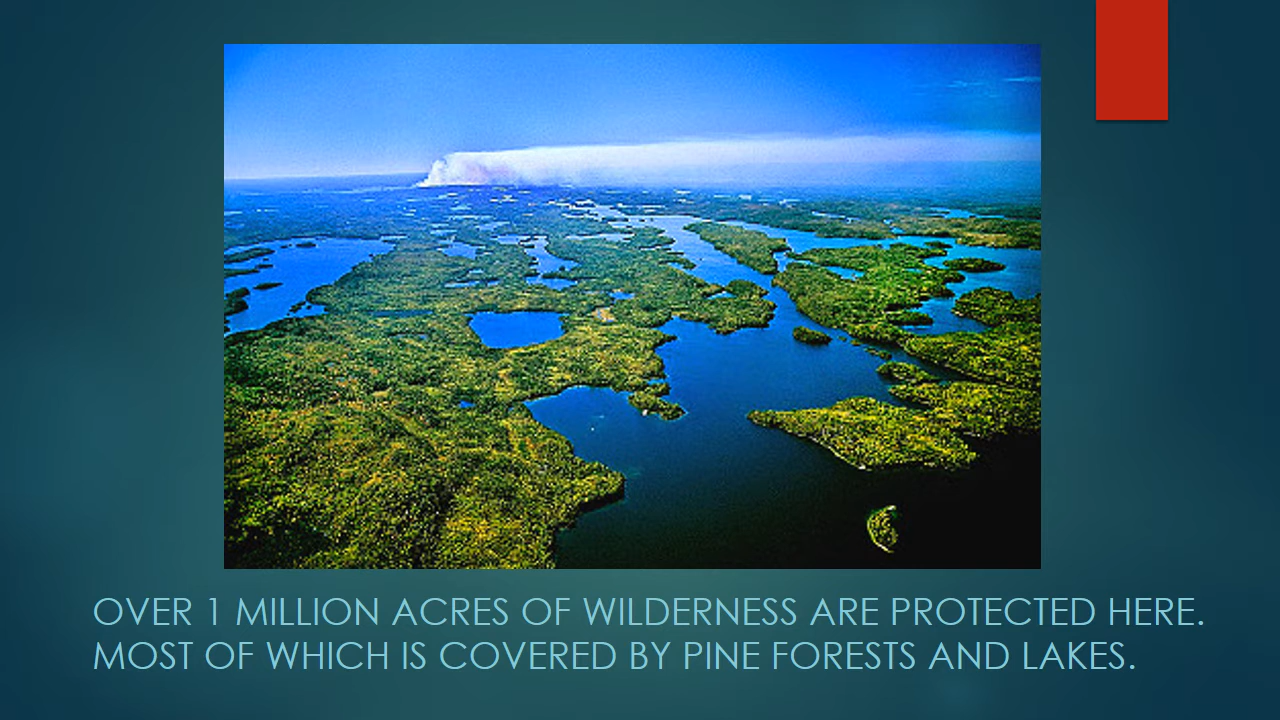 OVER 1 MILLION ACRES OF WILDERNESS ARE PROTECTED HERE.
MOST OF WHICH IS COVERED BY PINE FORESTS AND LAKES.